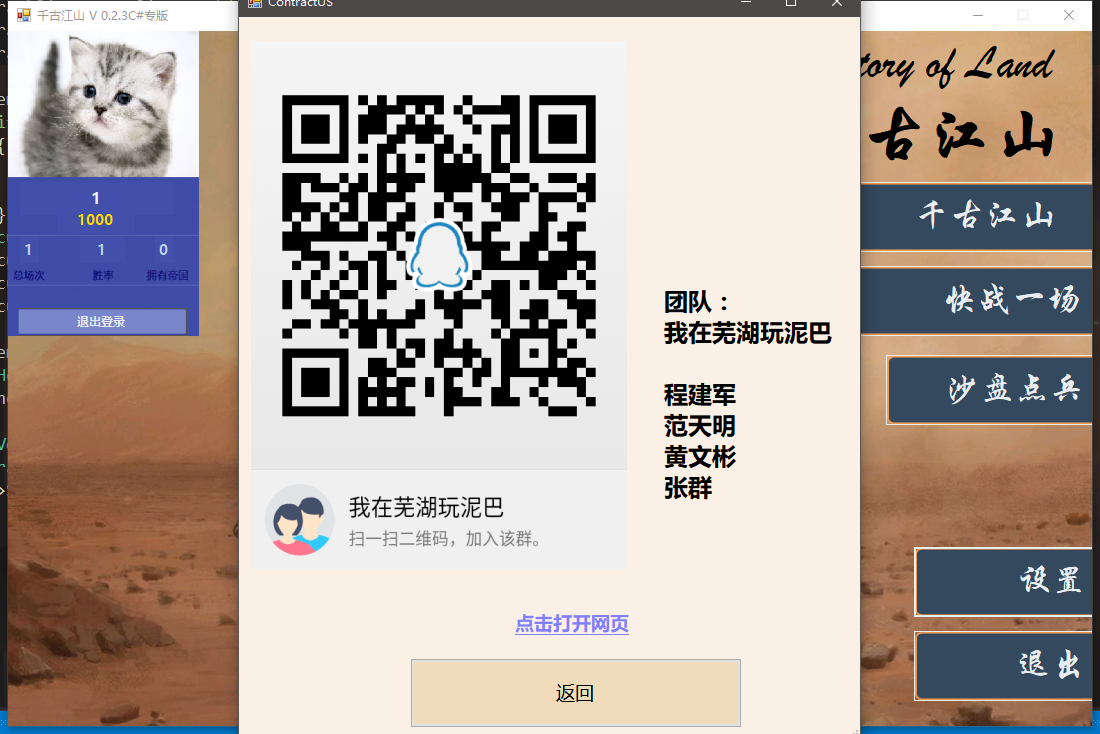 千古江山 V 0.2.3C#专版
ContractUS
tory of Land
古江山
1
1000
1 1 0
总场次 胜率 拥有帝国
退出登录
团队：
我在芜湖玩泥巴
程建军
范天明
黄文彬
张群
我在芜湖玩泥巴
扫一扫二维码，加入该群。
点击打开网页
返回
千古江山
快战一场
沙盘点兵
设置
退出